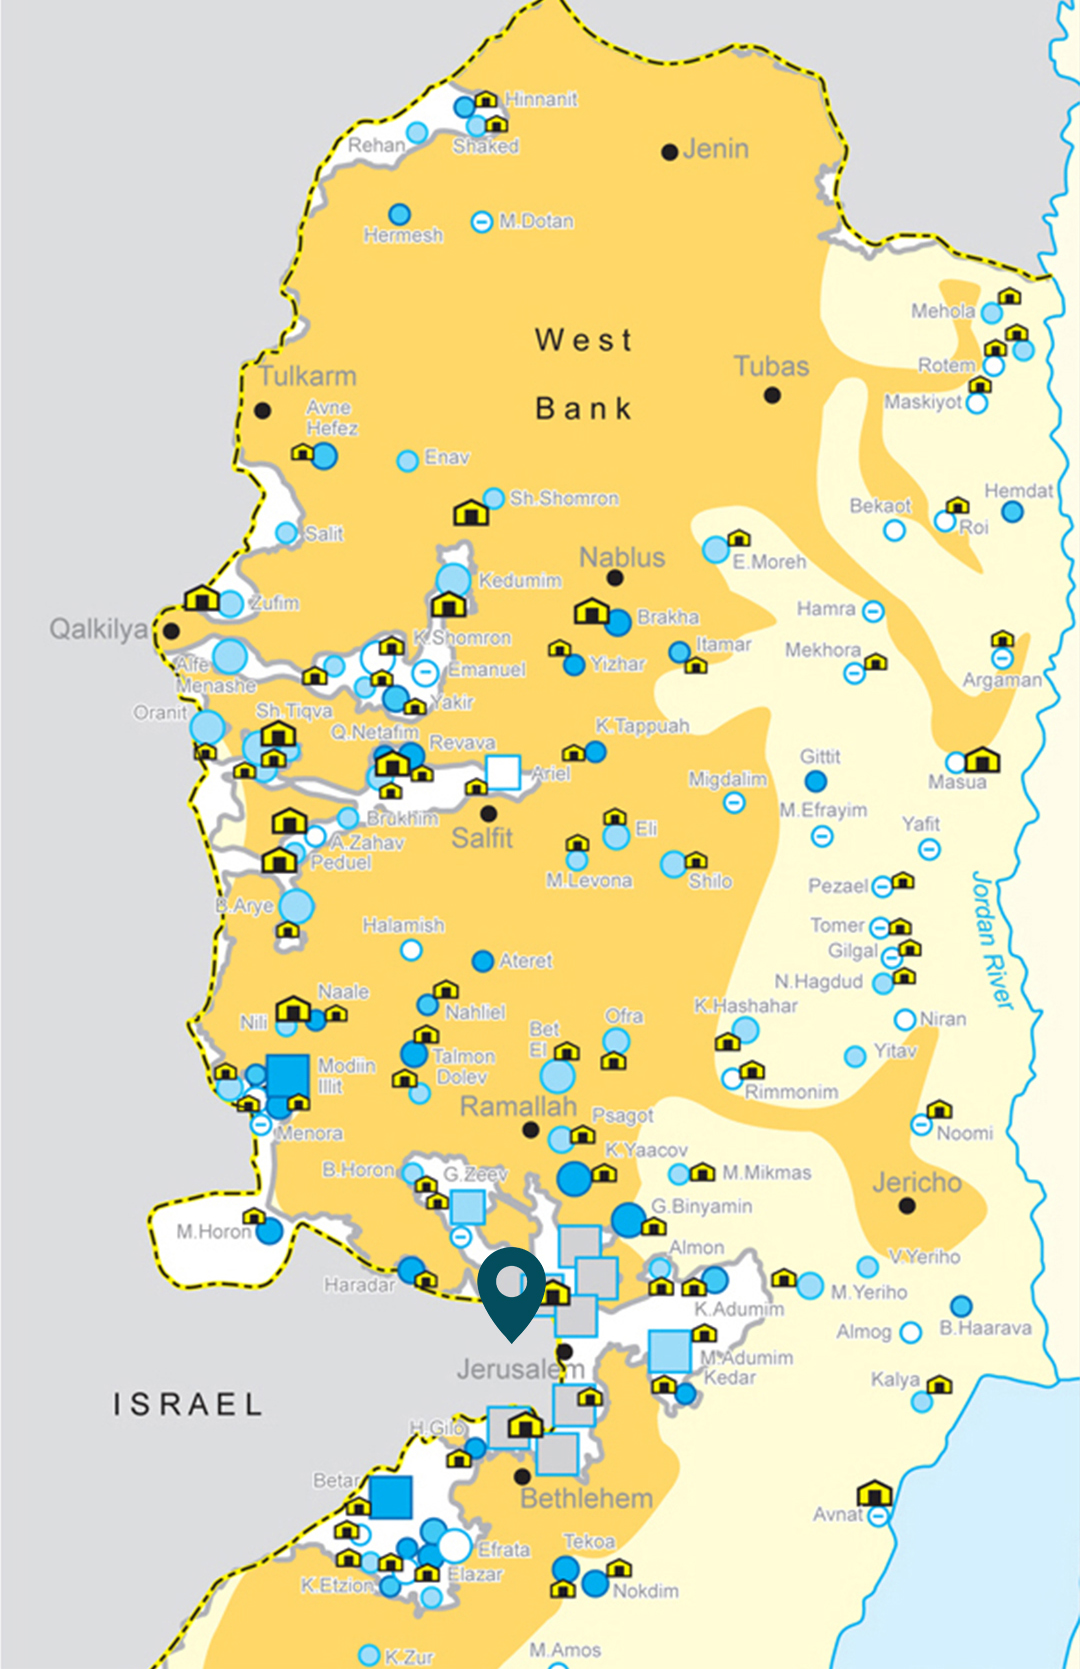 Hinnanit
Rehan
Shaked
Jenin
Hermesh
M.Dotan
Mehola
West
Rotem
Tulkarm
Tubas
Maskiyot
Avne
Hefez
Bank
Enav
Sh.Shomron
Hemdat
Bekaot
Roi
Salit
Nablus
E.Moreh
Kedumim
Zufim
Hamra
Brakha
Qalkilya
K.Shomron
Itamar
Mekhora
Alfe
Menashe
Emanuel
Yizhar
Argaman
Yakir
Oranit
Sh.Tiqva
Q.Netafim
Revava
K.Tappuah
Gittit
Ariel
Migdalim
Masua
M.Efrayim
Brukhim
Salfit
Eli
Yafit
A.Zahav
Peduel
M.Levona
Shilo
Pezael
B.Arye
Halamish
Tomer
Jordan River
Ateret
Gilgal
N.Hagdud
Naale
Nili
Nahliel
Ofra
K.Hashahar
Niran
Bet
El
Talmon
Dolev
Yitav
Modiin
Illit
Rimmonim
Ramallah
Psagot
Menora
Noomi
K.Yaacov
B.Horon
G.Zeev
M.Mikmas
Jericho
G.Binyamin
M.Horon
Almon
V.Yeriho
Haradar
M.Yeriho
K.Adumim
Almog
B.Haarava
Jerusalem
M.Adumim
Kedar
Kalya
ISRAEL
H.Gilo
Betar
Bethlehem
Avnat
Efrata
Tekoa
Elazar
K.Etzion
Nokdim
K.Zur
M.Amos